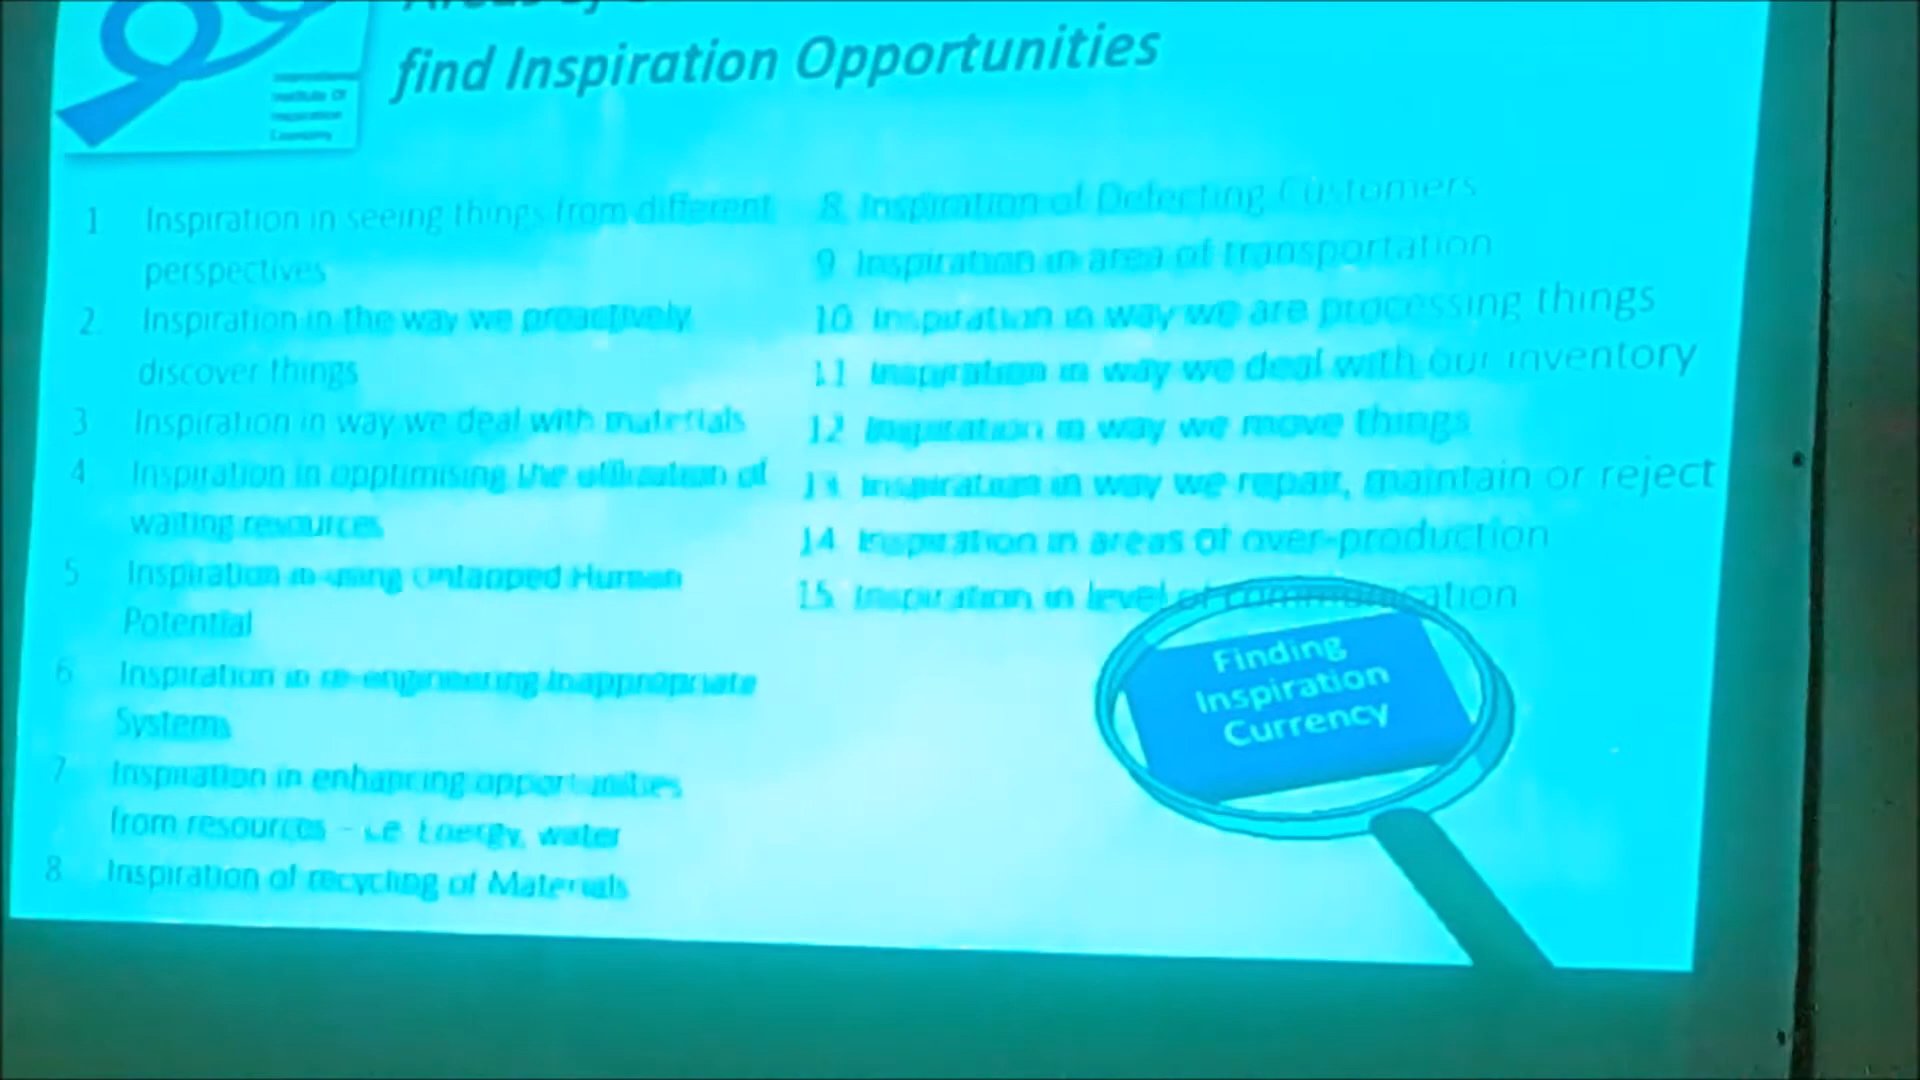 find Inspiration Opportunities
Institute Of
Inspiration
Economy
1 Inspiration in seeing things from different
perspectives
2. Inspiration in the way we proactively
discover things
3 Inspiration in way we deal with materials
4 Inspiration in opptimising the utilization of
waiting resources
5 Inspiration in using Untapped Human
Potential
6 Inspiration in re-engineering Inappropriate
Systems
7 Inspiration in enhancing opportunities
from resources – i.e. Energy, water
8 Inspiration of recycling of Materials
8. Inspiration of Defecting Customers
9 Inspiration in area of transportation
10 Inspiration in way we are processing things
11 Inspiration in way we deal with our inventory
12 Inspiration in way we move things
13 Inspiration in way we repair, maintain or reject
14 Inspiration in areas of over-production
15 Inspiration in level of communication
Finding
Inspiration
Currency